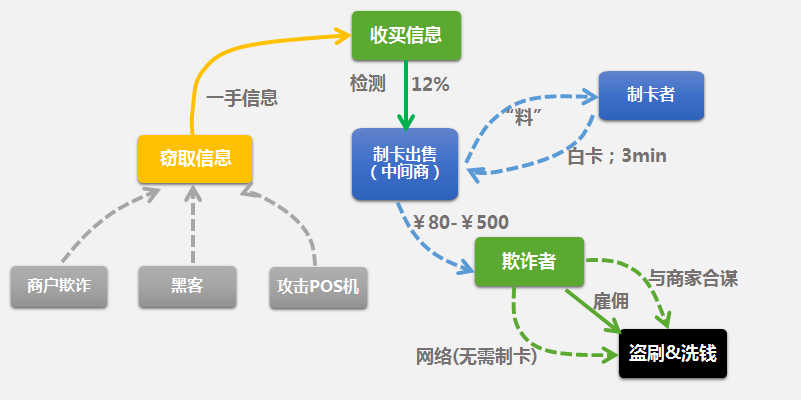 收买信息
检测
12%
一手信息
制卡者
“料”
窃取信息
制卡出售
（中间商）
白卡；3min
￥80-￥500
欺诈者
商户欺诈
黑客
攻击POS机
与商家合谋
雇佣
网络(无需制卡)
盗刷&洗钱